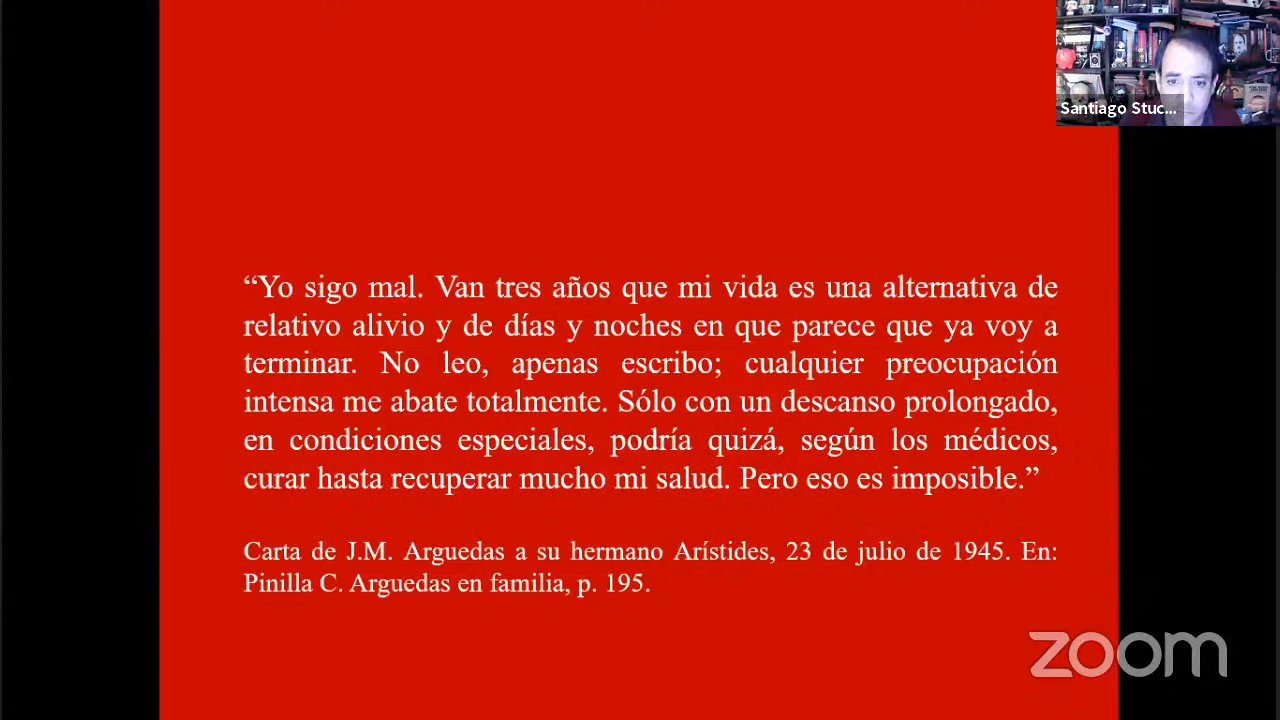 Santiago Stuc...
“Yo sigo mal. Van tres años que mi vida es una alternativa de
relativo alivio y de días y noches en que parece que ya voy a
terminar. No leo, apenas escribo; cualquier preocupación
intensa me abate totalmente. Sólo con un descanso prolongado,
en condiciones especiales, podría quizá, según los médicos,
curar hasta recuperar mucho mi salud. Pero eso es imposible.”
Carta de J.M. Arguedas a su hermano Arístides, 23 de julio de 1945. En:
Pinilla C. Arguedas en familia, p. 195.
zoom